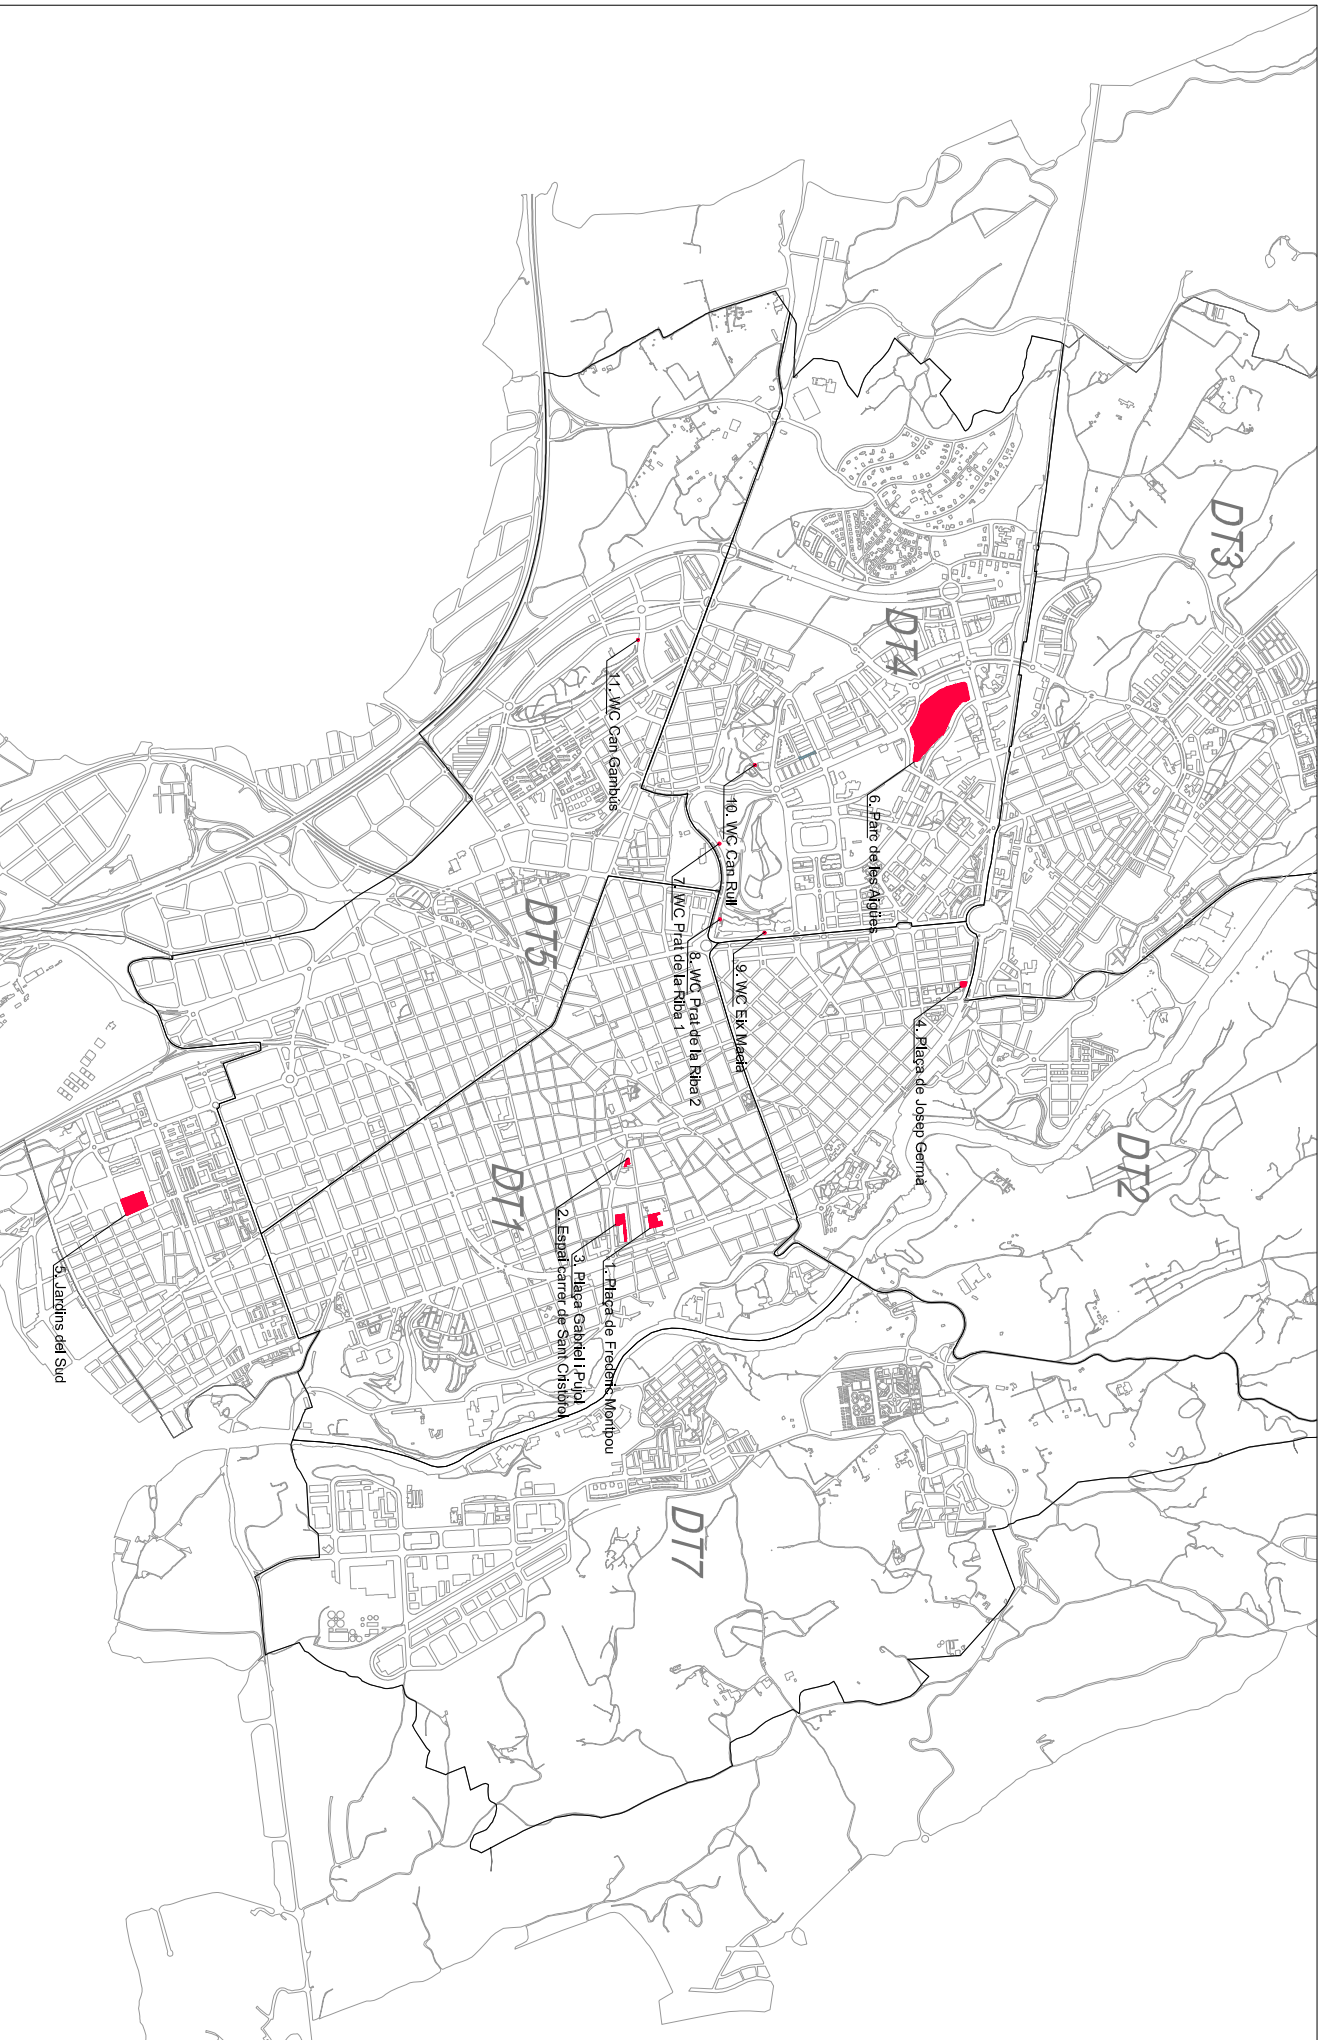 DT3
DT4
DT2
DT5
DT1
DT7
1. Plaça de Frederic Montpou
2. Espai carrer de Sant Cristòfol
3. Plaça Gabriel i Pujol
4. Plaça de Josep Germà
5. Jardins del Sud
6. Parc de les Aigües
7. WC Prat de la Riba 1
8. WC Prat de la Riba 2
9. WC Eix Macià
10. WC Can Rull
11. WC Can Gambús